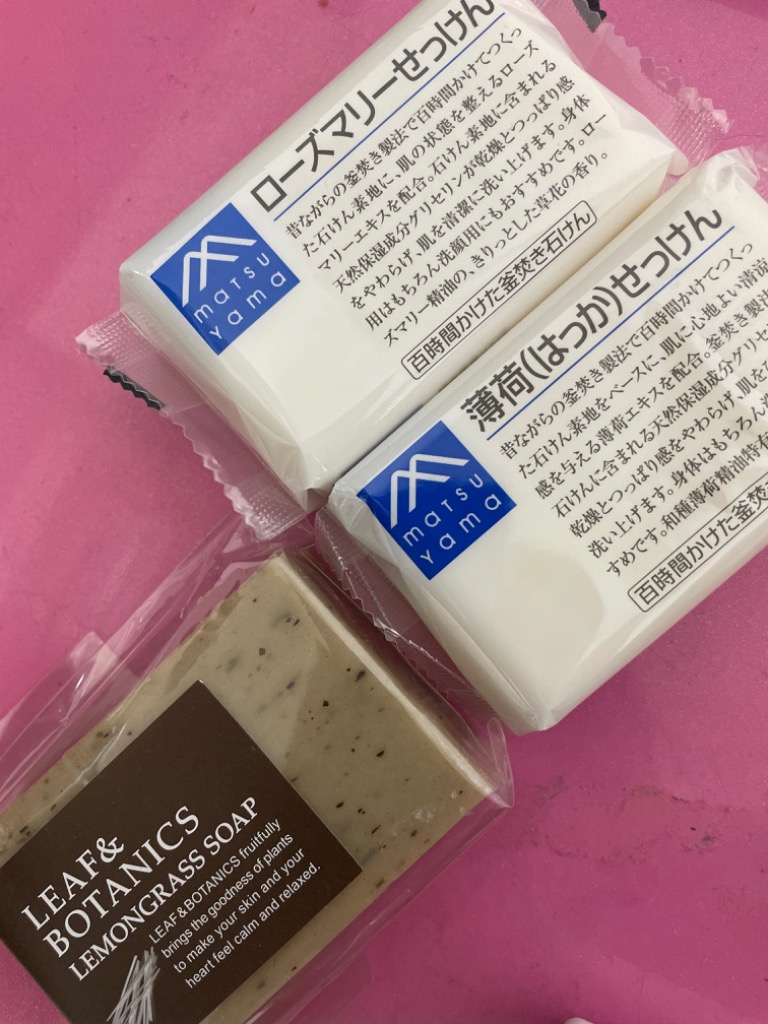 ローズマリーせっけん
昔ながらの釜焚き製法で百時間かけてつくっ
た石けん素地に、肌の状態を整えるローズ
マリーエキスを配合。石けん素地に含まれる
天然保湿成分グリセリンが乾燥とつっぱり感
をやわらげ、肌を清潔に洗い上げます。身体
用はもちろん洗顔用にもおすすめです。ロー
ズマリー精油の、きりっとした草花の香り。
百時間かけた釜焚き石けん
matsu
yama
薄荷(はっか)せっけん
昔ながらの釜焚き製法で百時間かけてつくっ
た石けん素地をベースに、肌に心地よい清涼
感を与える薄荷エキスを配合。釜焚き製法
石けんに含まれる天然保湿成分グリセ
乾燥とつっぱり感をやわらげ、肌を
洗い上げます。身体はもちろん
すめです。和種薄荷精油特有
百時間かけた釜焚
matsu
yama
LEAF&
BOTANICS
LEMONGRASS SOAP
LEAF&BOTANICS fruitfully
brings the goodness of plants
to make your skin and your
heart feel calm and relaxed.